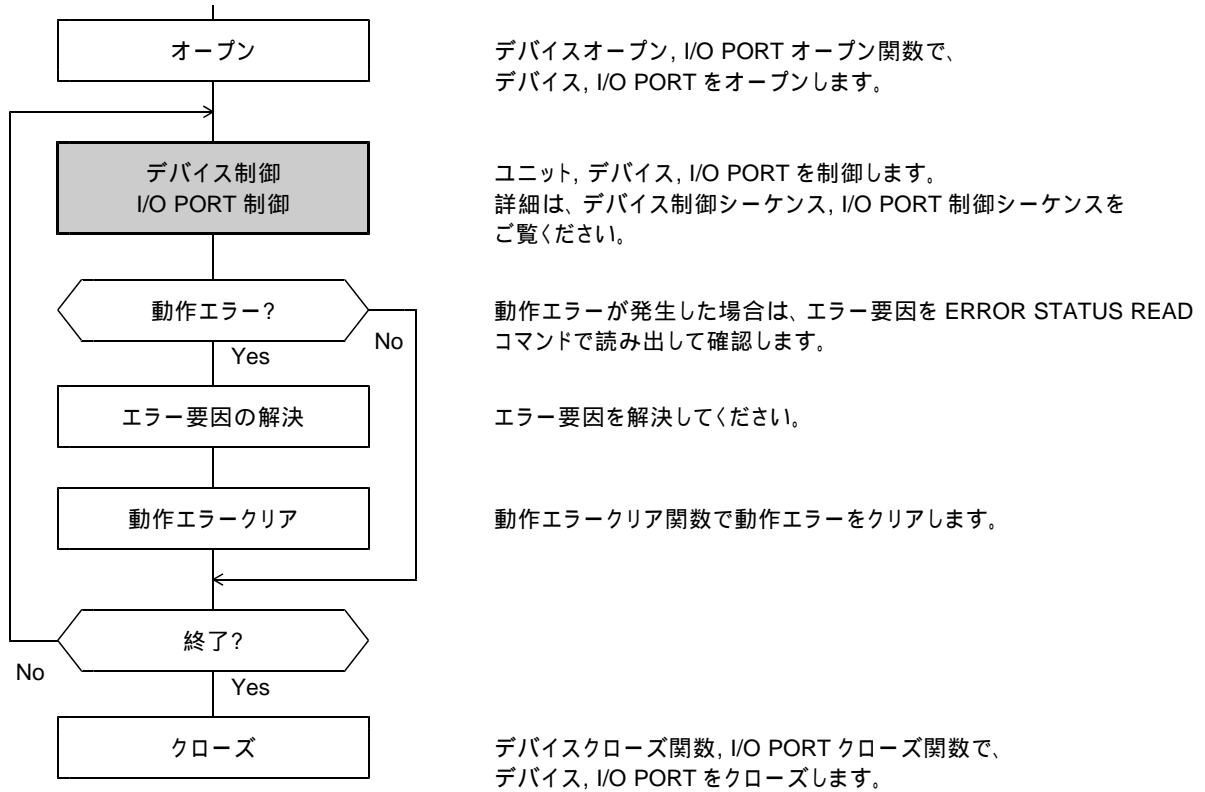 オープン
デバイスオープン, I/O PORT オープン関数で、
デバイス, I/O PORT をオープンします。
デバイス制御
I/O PORT 制御
ユニット, デバイス, I/O PORT を制御します。
詳細は、デバイス制御シーケンス, I/O PORT 制御シーケンスを
ご覧ください。
動作エラー?
動作エラーが発生した場合は、エラー要因を ERROR STATUS READ
コマンドで読み出して確認します。
No
Yes
エラー要因の解決
エラー要因を解決してください。
動作エラークリア
動作エラークリア関数で動作エラーをクリアします。
終了?
No
Yes
クローズ
デバイスクローズ関数, I/O PORT クローズ関数で、
デバイス, I/O PORT をクローズします。